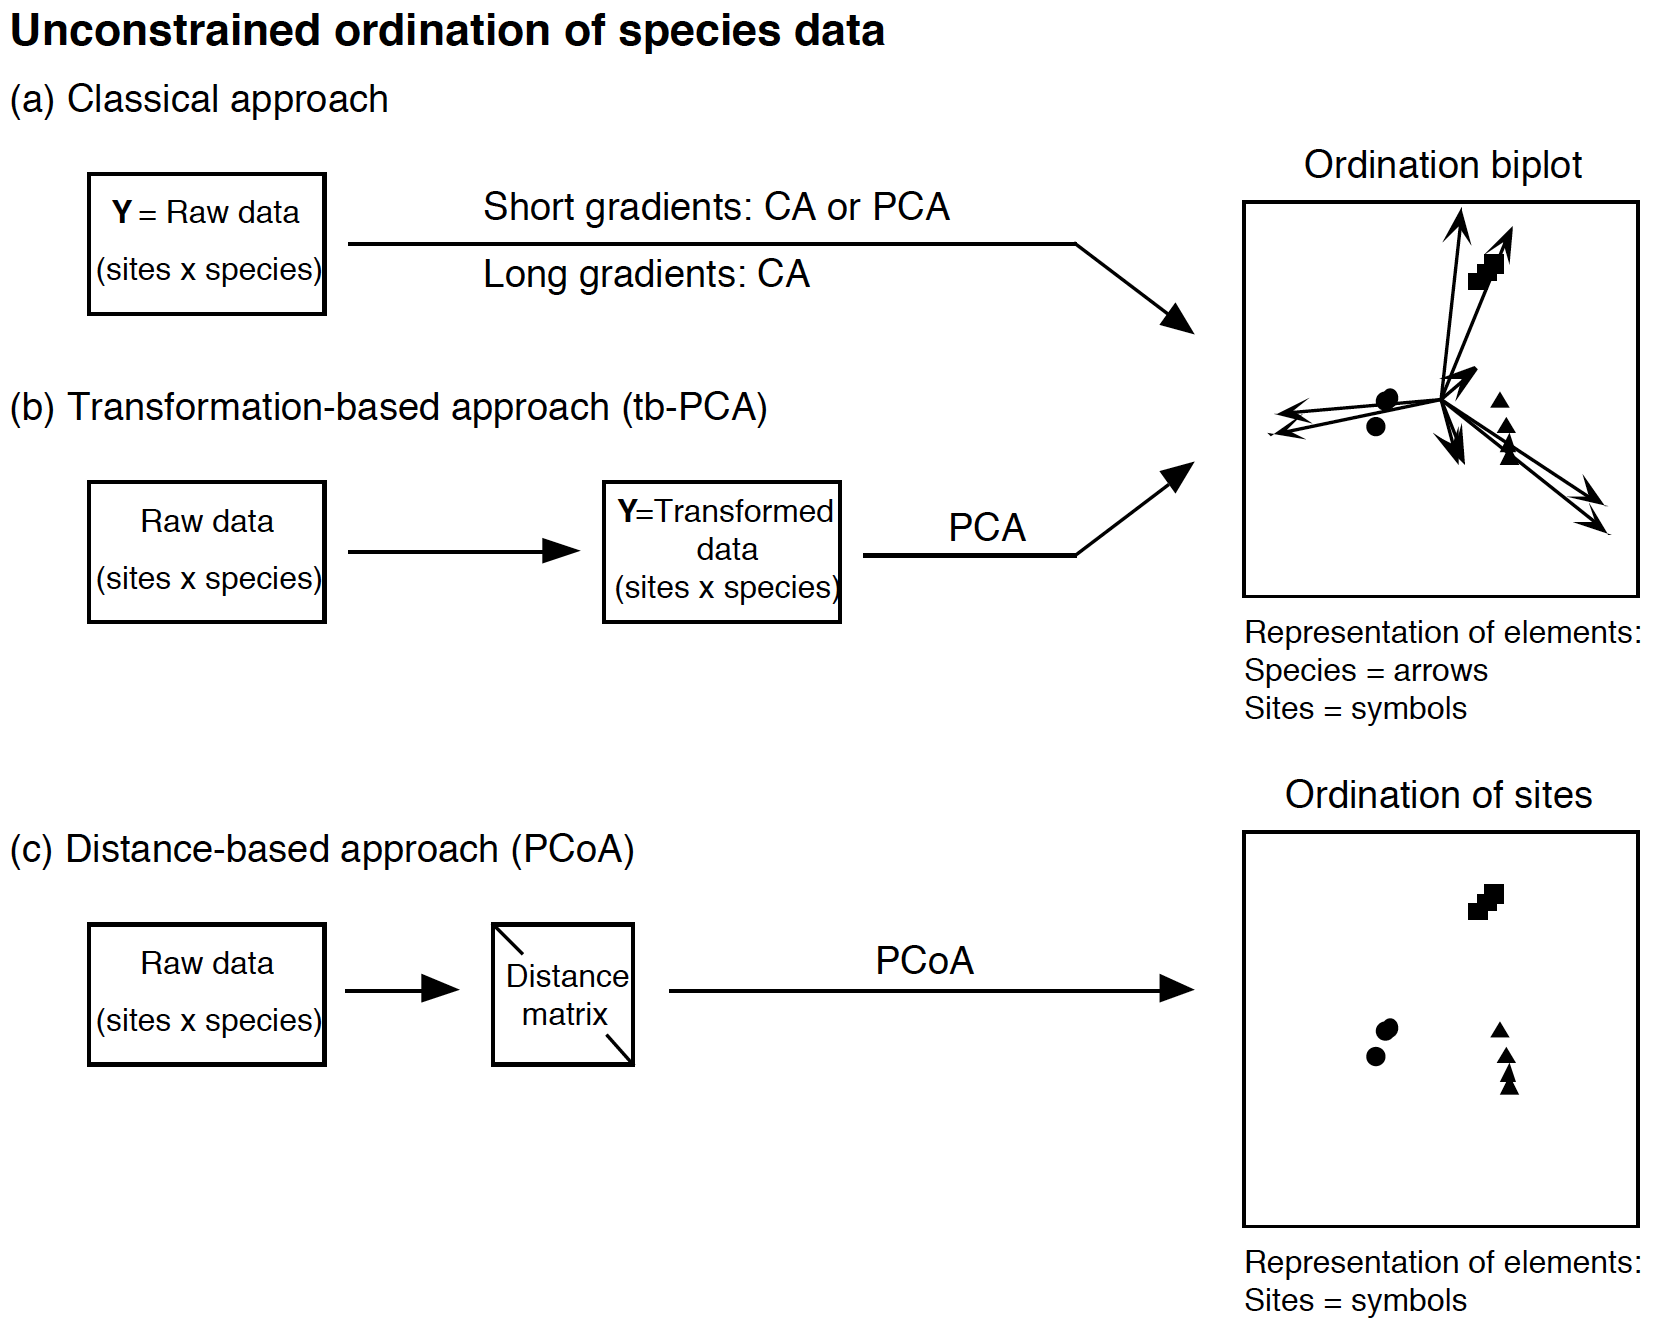 Unconstrained ordination of species data
(a) Classical approach
Y = Raw data
(sites x species)
Short gradients: CA or PCA
Long gradients: CA
Ordination biplot
(b) Transformation-based approach (tb-PCA)
Raw data
(sites x species)
Y=Transformed
data
(sites x species)
PCA
Representation of elements:
Species = arrows
Sites = symbols
(c) Distance-based approach (PCoA)
Raw data
(sites x species)
Distance
matrix
PCoA
Ordination of sites
Representation of elements:
Sites = symbols